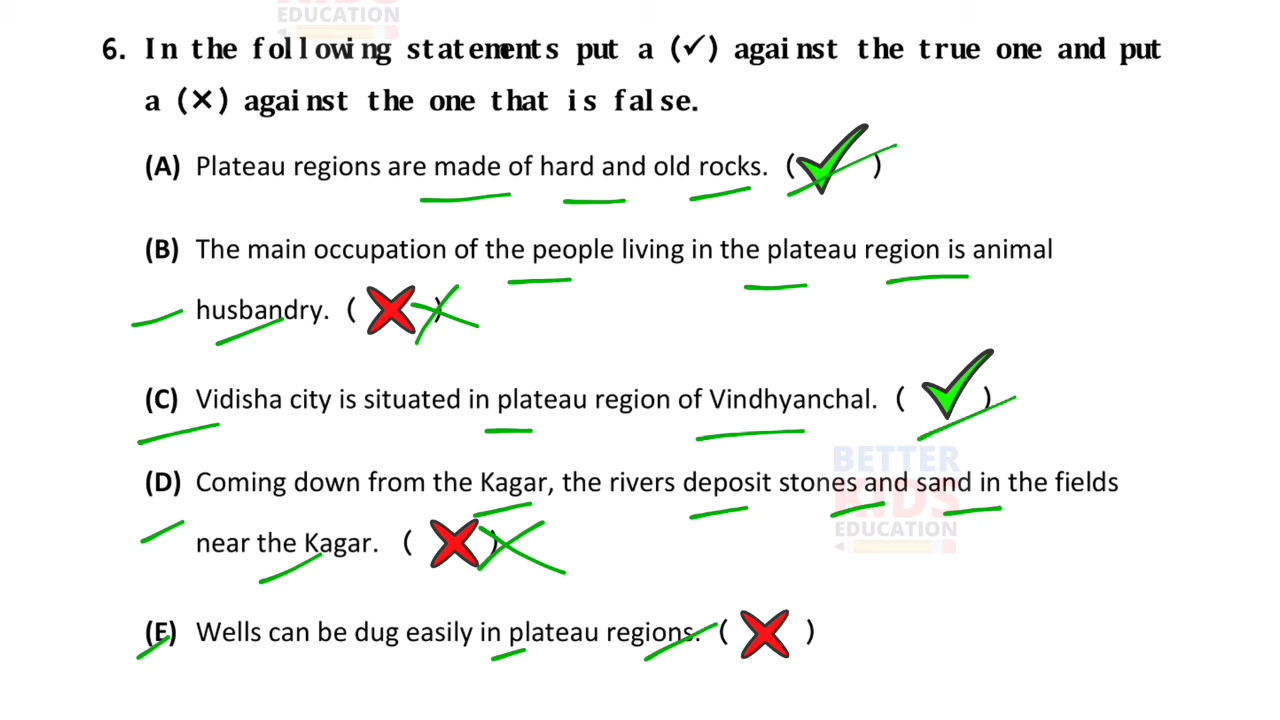 EDUCATION
6. In the following statements put a (✓) against the true one and put
a (×) against the one that is false.
(A) Plateau regions are made of hard and old rocks. (✓)
(B) The main occupation of the people living in the plateau region is animal
husbandry. (×)
(C) Vidisha city is situated in plateau region of Vindhyanchal. (✓)
BETTER
(D) Coming down from the Kagar, the rivers deposit stones and sand in the fields
KIDS
EDUCATION
near the Kagar. (×)
(E) Wells can be dug easily in plateau regions. (×)